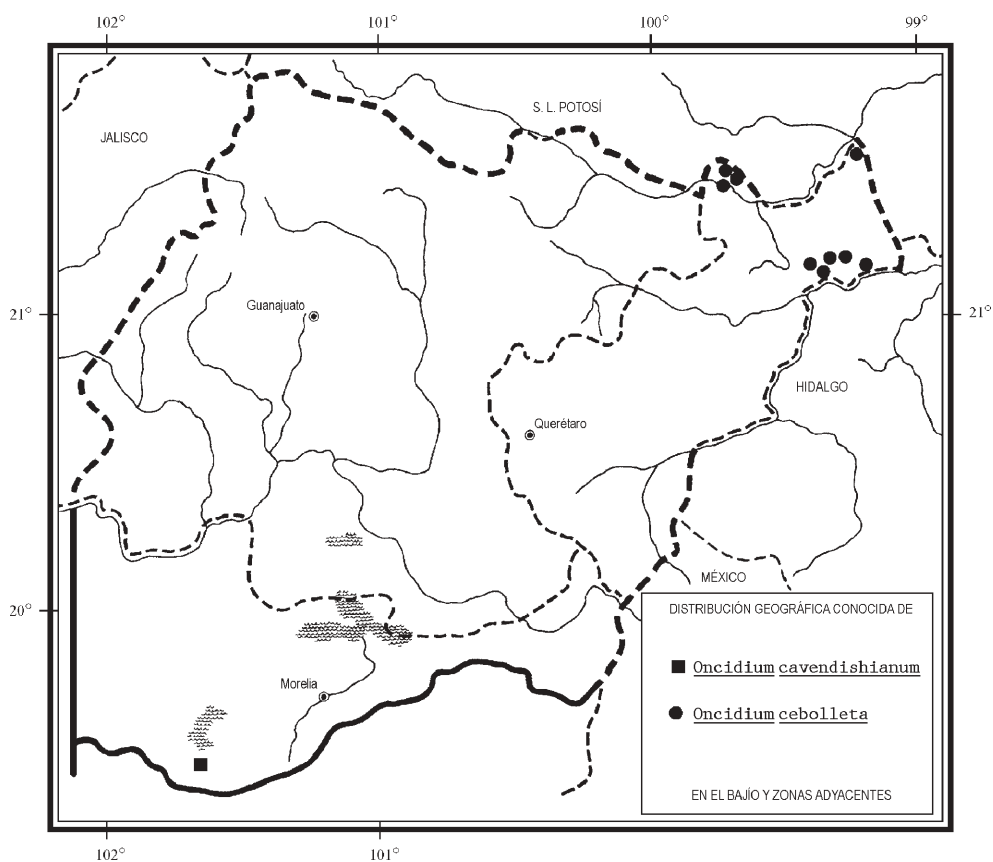 102° 101° 100° 99°
S. L. POTOSÍ
JALISCO
Guanajuato
21° 21°
HIDALGO
Querétaro
MÉXICO
20°
DISTRIBUCIÓN GEOGRÁFICA CONOCIDA DE
Oncidium cavendishianum
Morelia
Oncidium cebolleta
EN EL BAJÍO Y ZONAS ADYACENTES
102° 101°